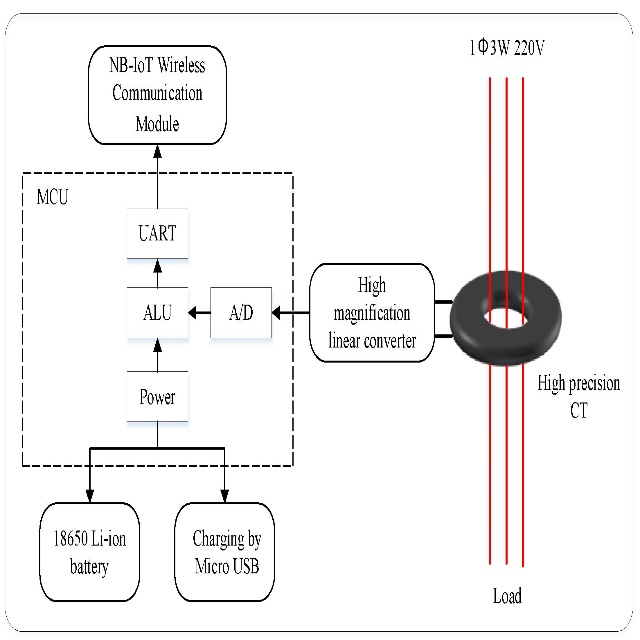 1Φ3W 220V
NB-IoT Wireless
Communication
Module
MCU
UART
ALU
A/D
High
magnification
linear converter
Power
High precision
CT
18650 Li-ion
battery
Charging by
Micro USB
Load